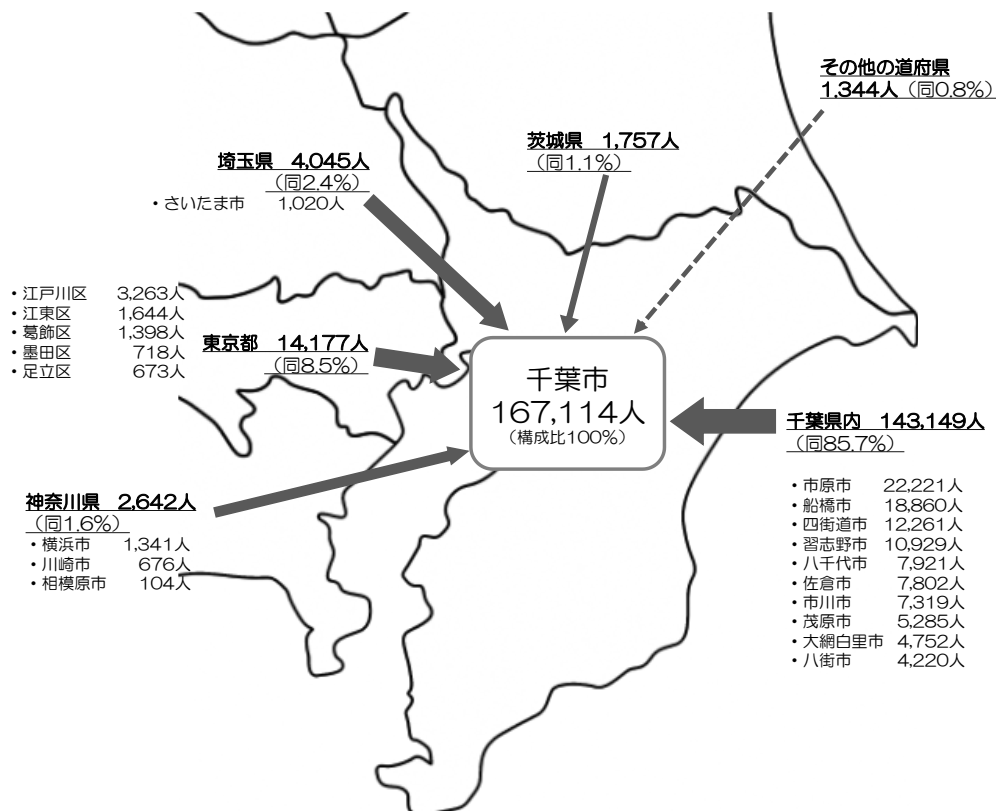 その他の道府県
1,344人（同0.8%）
茨城県　1,757人
（同1.1%）
埼玉県　4,045人
（同2.4%）
・さいたま市　1,020人
・江戸川区　3,263人
・江東区　1,644人
・葛飾区　1,398人
・墨田区　718人
・足立区　673人
東京都　14,177人
（同8.5%）
千葉市
167,114人
（構成比100%）
千葉県内　143,149人
（同85.7%）
・市原市　22,221人
・船橋市　18,860人
・四街道市　12,261人
・習志野市　10,929人
・八千代市　7,921人
・佐倉市　7,802人
・市川市　7,319人
・茂原市　5,285人
・大網白里市　4,752人
・八街市　4,220人
神奈川県　2,642人
（同1.6%）
・横浜市　1,341人
・川崎市　676人
・相模原市　104人